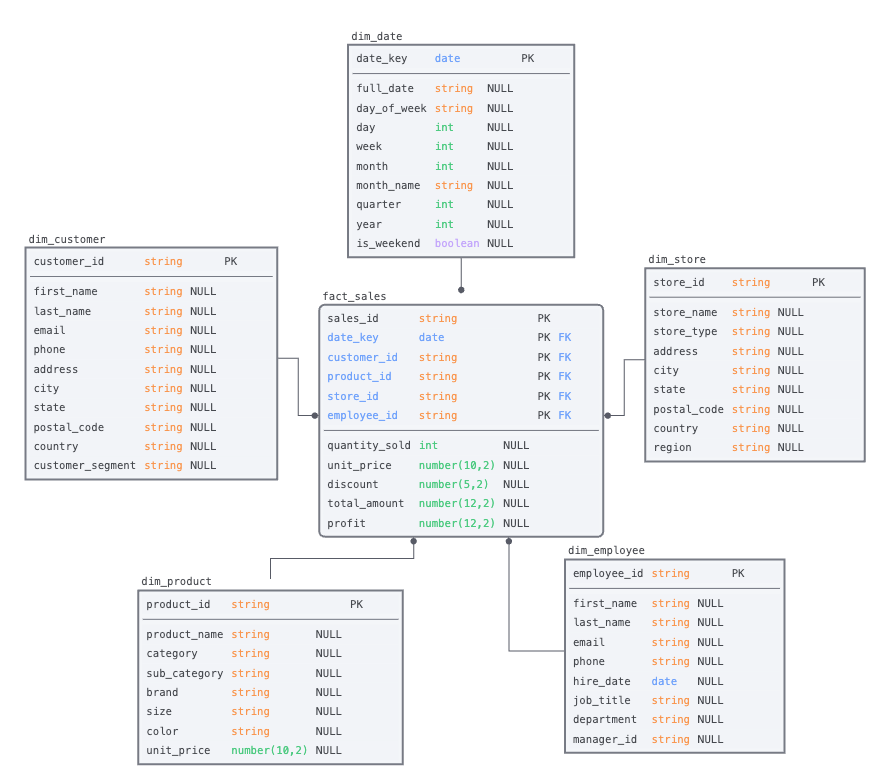 dim_date
date_key date PK
full_date string NULL
day_of_week string NULL
day int NULL
week int NULL
month int NULL
month_name string NULL
quarter int NULL
year int NULL
is_weekend boolean NULL
dim_customer
customer_id string PK
first_name string NULL
last_name string NULL
email string NULL
phone string NULL
address string NULL
city string NULL
state string NULL
postal_code string NULL
country string NULL
customer_segment string NULL
fact_sales
sales_id string PK
date_key date PK FK
customer_id string PK FK
product_id string PK FK
store_id string PK FK
employee_id string PK FK
quantity_sold int NULL
unit_price number(10,2) NULL
discount number(5,2) NULL
total_amount number(12,2) NULL
profit number(12,2) NULL
dim_store
store_id string PK
store_name string NULL
store_type string NULL
address string NULL
city string NULL
state string NULL
postal_code string NULL
country string NULL
region string NULL
dim_product
product_id string PK
product_name string NULL
category string NULL
sub_category string NULL
brand string NULL
size string NULL
color string NULL
unit_price number(10,2) NULL
dim_employee
employee_id string PK
first_name string NULL
last_name string NULL
email string NULL
phone string NULL
hire_date date NULL
job_title string NULL
department string NULL
manager_id string NULL